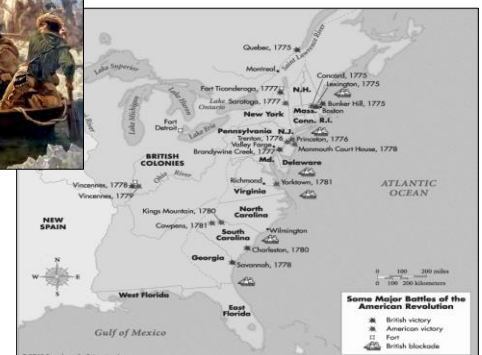 Quebec, 1775
Saint Lawrence River
Montreal
Lake Superior
Concord, 1775
Lexington, 1775
Fort Ticonderoga, 1777
N.H.
Lake Huron
Lake Michigan
Lake Ontario
Saratoga, 1777
Mass.
Bunker Hill, 1775
Boston
New York
Conn.
R.I.
Fort Detroit
Lake Erie
Pennsylvania
N.J.
Trenton, 1776
Princeton, 1776
Valley Forge
Monmouth Court House, 1778
Brandywine Creek, 1777
BRITISH COLONIES
Md.
Delaware
River
Ohio River
Vincennes, 1778
Vincennes, 1779
Richmond
Yorktown, 1781
Virginia
ATLANTIC OCEAN
NEW SPAIN
Kings Mountain, 1780
North Carolina
Cowpens, 1781
Wilmington
South Carolina
Charleston, 1780
Georgia
Savannah, 1778
N
W
E
S
0 100 200 miles
0 100 200 kilometers
West Florida
East Florida
Gulf of Mexico
Some Major Battles of the
American Revolution
British victory
American victory
Fort
British blockade